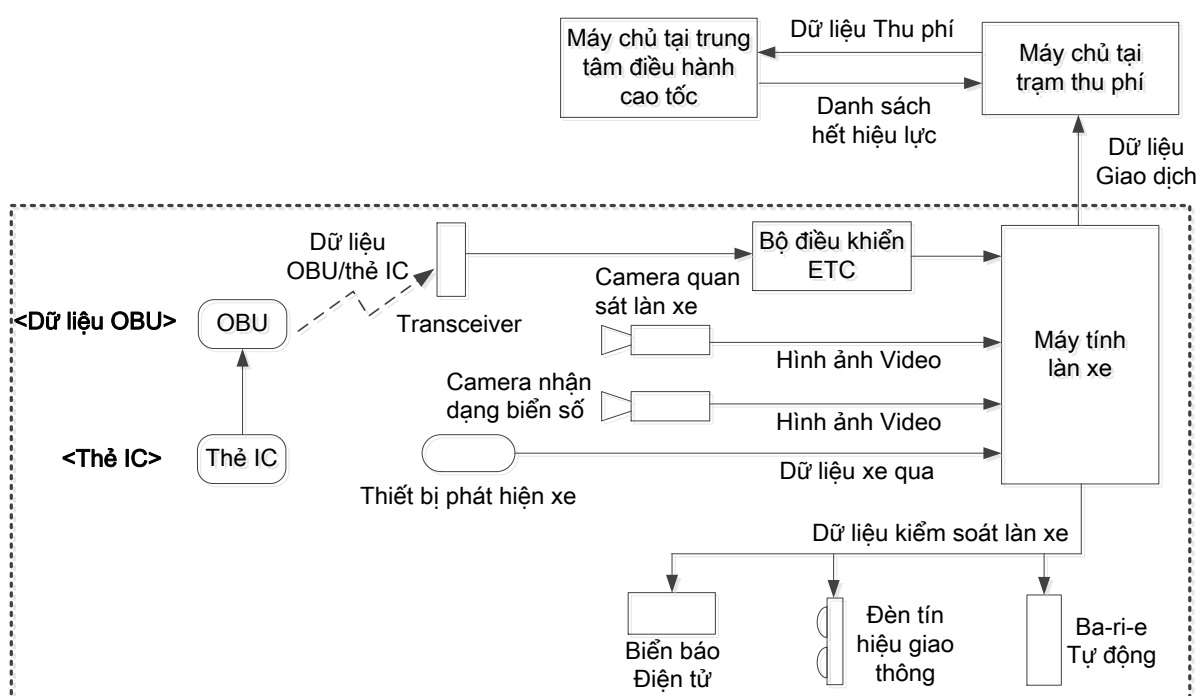 Máy chủ tại trung
tâm điều hành
cao tốc
Dữ liệu Thu phí
Máy chủ tại
trạm thu phí
Danh sách
hết hiệu lực
Dữ liệu
Giao dịch
Dữ liệu
OBU/thẻ IC
Bộ điều khiển
ETC
Camera quan
sát làn xe
<Dữ liệu OBU>
OBU
Transceiver
Máy tính
làn xe
Hình ảnh Video
Camera nhận
dạng biển số
Hình ảnh Video
<Thẻ IC>
Thẻ IC
Dữ liệu xe qua
Thiết bị phát hiện xe
Dữ liệu kiểm soát làn xe
Biển báo
Điện tử
Đèn tín
hiệu giao
thông
Ba-ri-e
Tự động